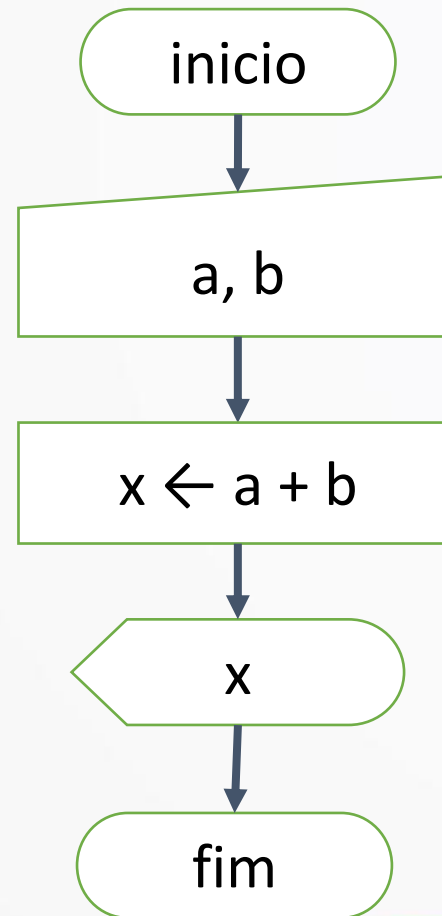 inicio
a, b
x ← a + b
x
fim